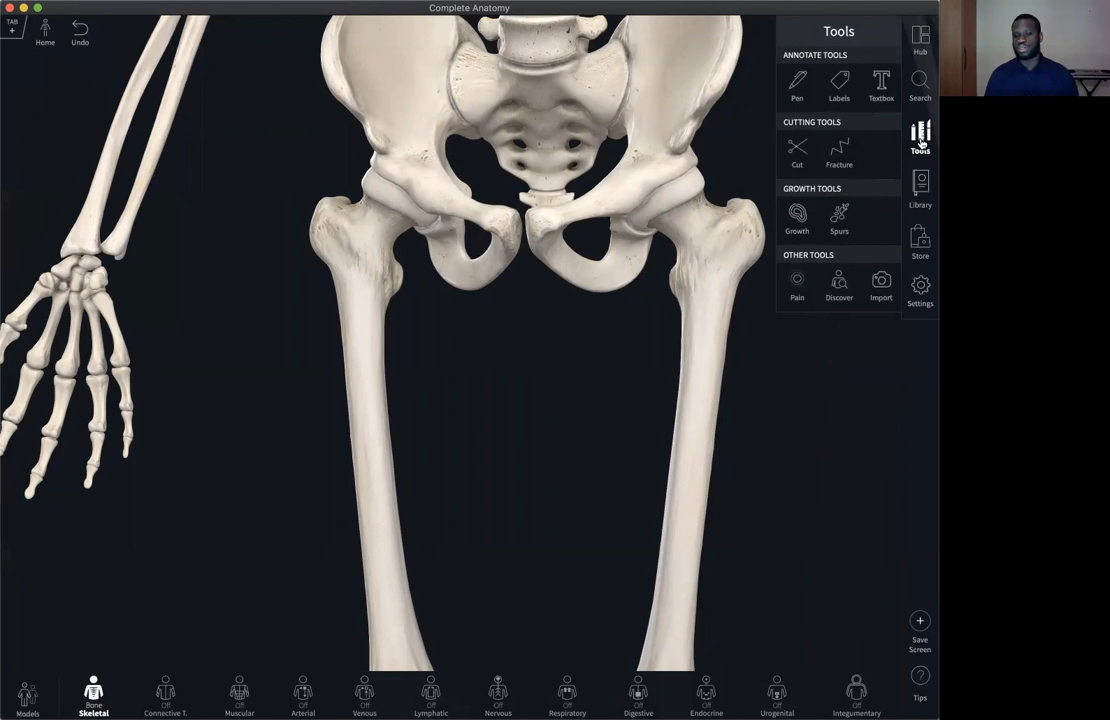 Complete Anatomy
TAB
+
Home
Undo
Tools
ANNOTATE TOOLS
Pen
Labels
Textbox
CUTTING TOOLS
Cut
Fracture
GROWTH TOOLS
Growth
Spurs
OTHER TOOLS
Pain
Discover
Import
Hub
Search
Tools
Library
Store
Settings
Save
Screen
?
Tips
Models
Bone
Skeletal
Off
Connective T.
Off
Muscular
Off
Arterial
Off
Venous
Off
Lymphatic
Off
Nervous
Off
Respiratory
Off
Digestive
Off
Endocrine
Off
Urogenital
Off
Integumentary